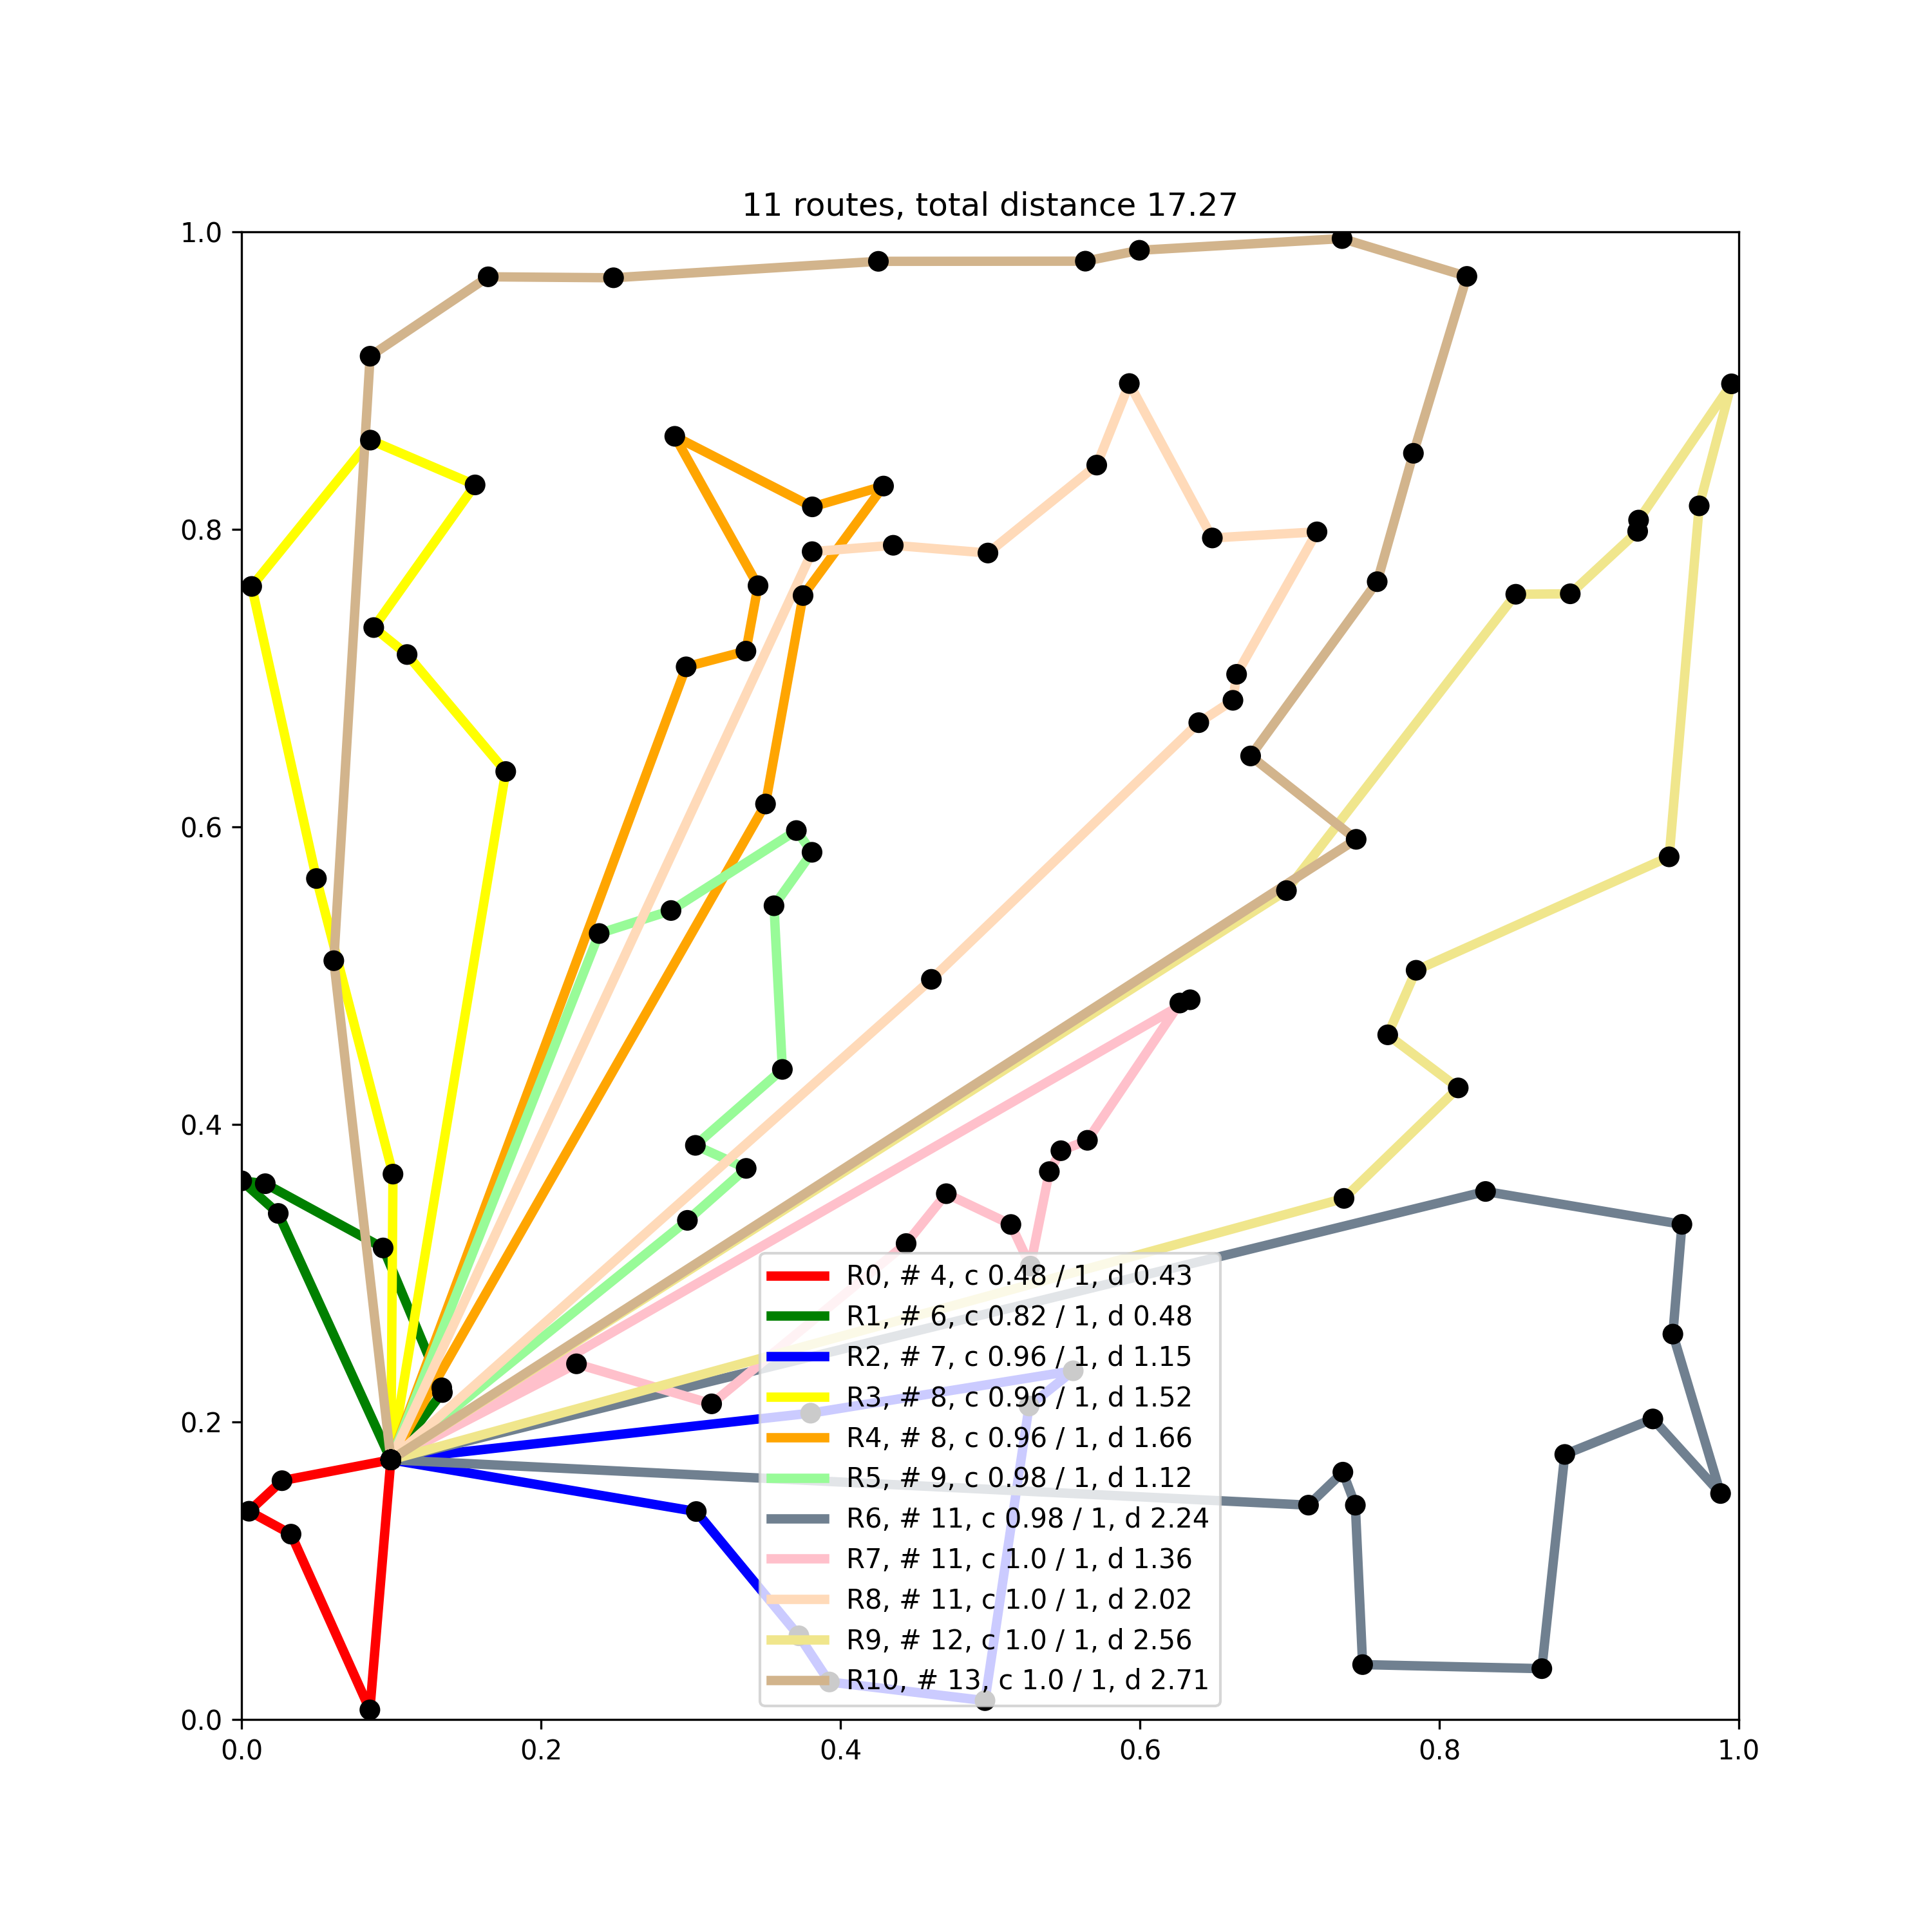 11 routes, total distance 17.27
1.0
0.8
0.6
0.4
0.2
0.0
R0, # 4, c 0.48 / 1, d 0.43
R1, # 6, c 0.82 / 1, d 0.48
R2, # 7, c 0.96 / 1, d 1.15
R3, # 8, c 0.96 / 1, d 1.52
R4, # 8, c 0.96 / 1, d 1.66
R5, # 9, c 0.98 / 1, d 1.12
R6, # 11, c 0.98 / 1, d 2.24
R7, # 11, c 1.0 / 1, d 1.36
R8, # 11, c 1.0 / 1, d 2.02
R9, # 12, c 1.0 / 1, d 2.56
R10, # 13, c 1.0 / 1, d 2.71
0.0 0.2 0.4 0.6 0.8 1.0